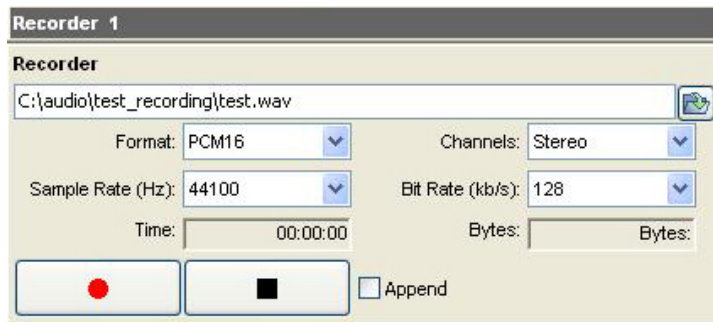 Recorder 1
Recorder
C:\audio\test_recording\test.wav
Format: PCM16 Channels: Stereo
Sample Rate (Hz): 44100 Bit Rate (kb/s): 128
Time: 00:00:00 Bytes: Bytes:
Append